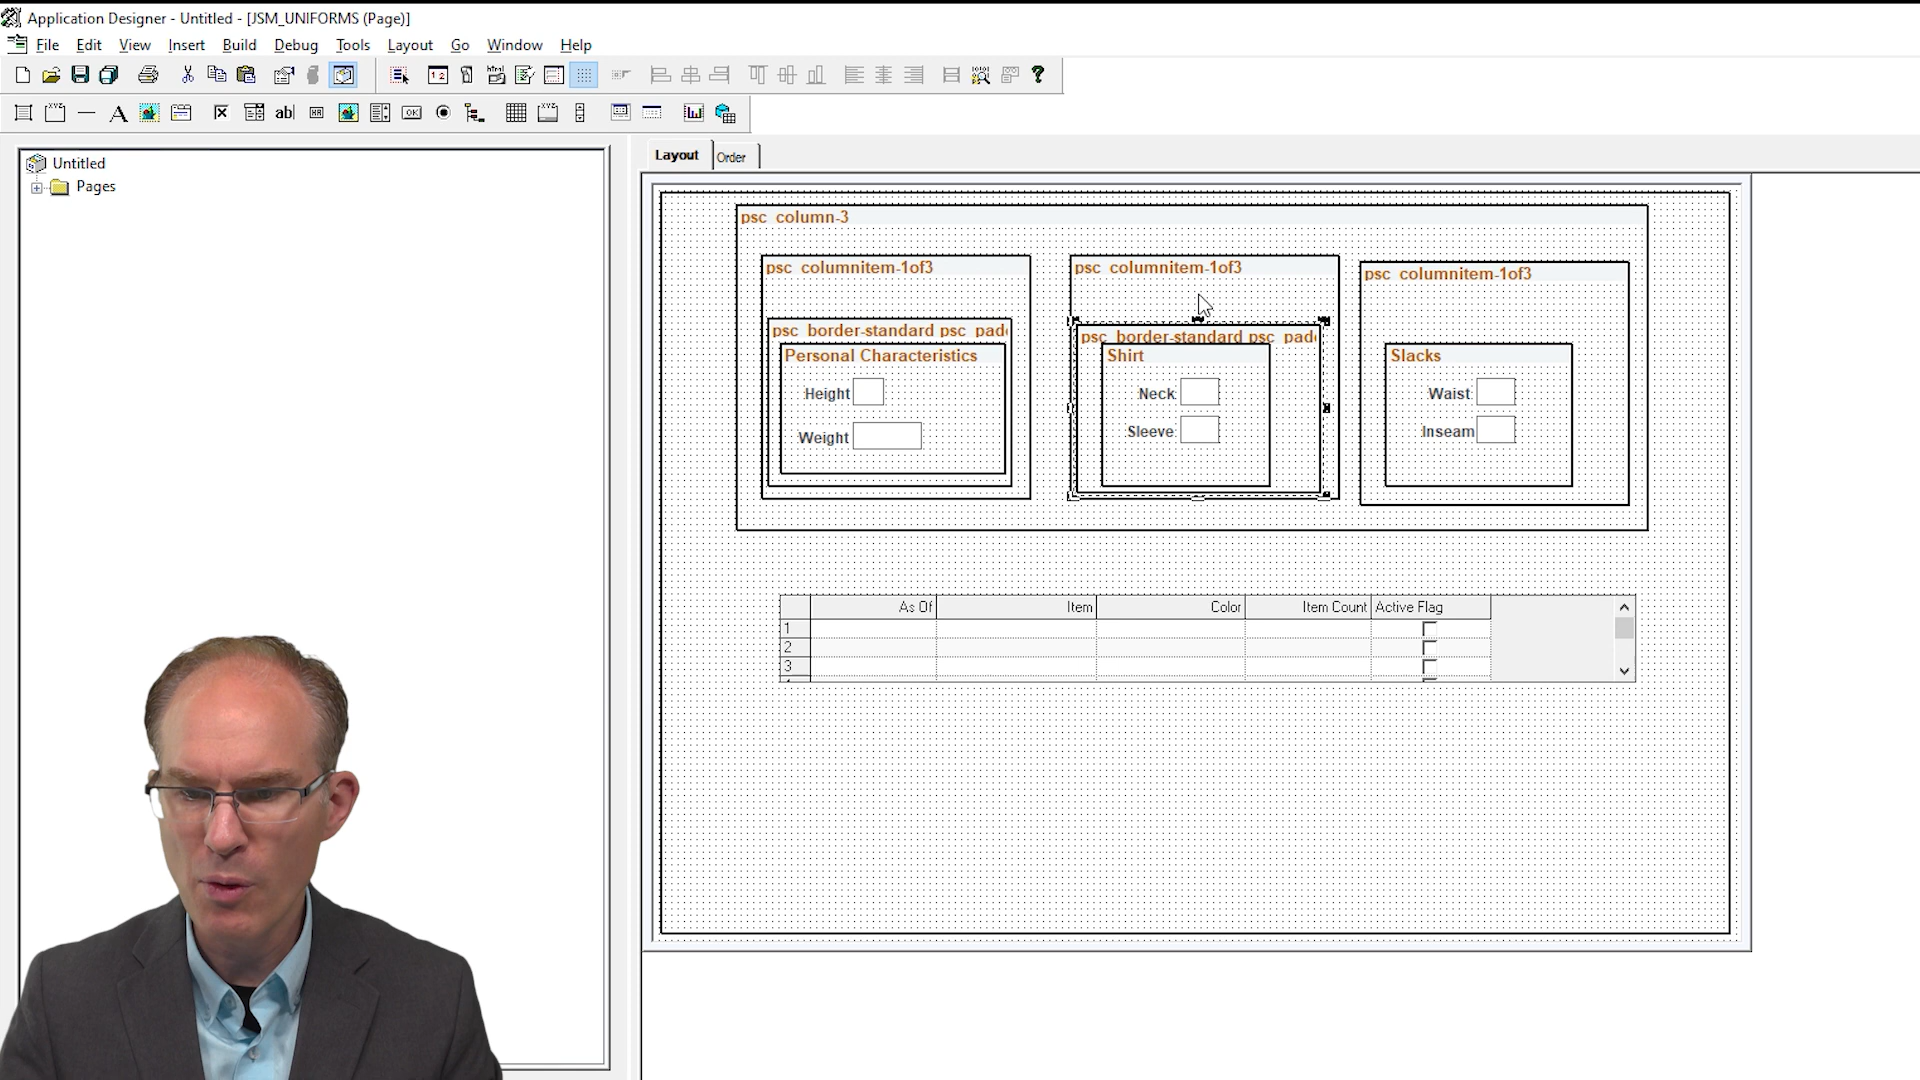 Application Designer - Untitled - [JSM_UNIFORMS (Page)]
File Edit View Insert Build Debug Tools Layout Go Window Help
Untitled
Pages
Layout Order
psc_column-3
psc_columnitem-1of3
psc_border-standard psc_pad
Personal Characteristics
Height
Weight
psc_columnitem-1of3
psc_border-standard psc_pad
Shirt
Neck
Sleeve
psc_columnitem-1of3
Slacks
Waist
Inseam
As Of Item Color Item Count Active Flag
1
2
3